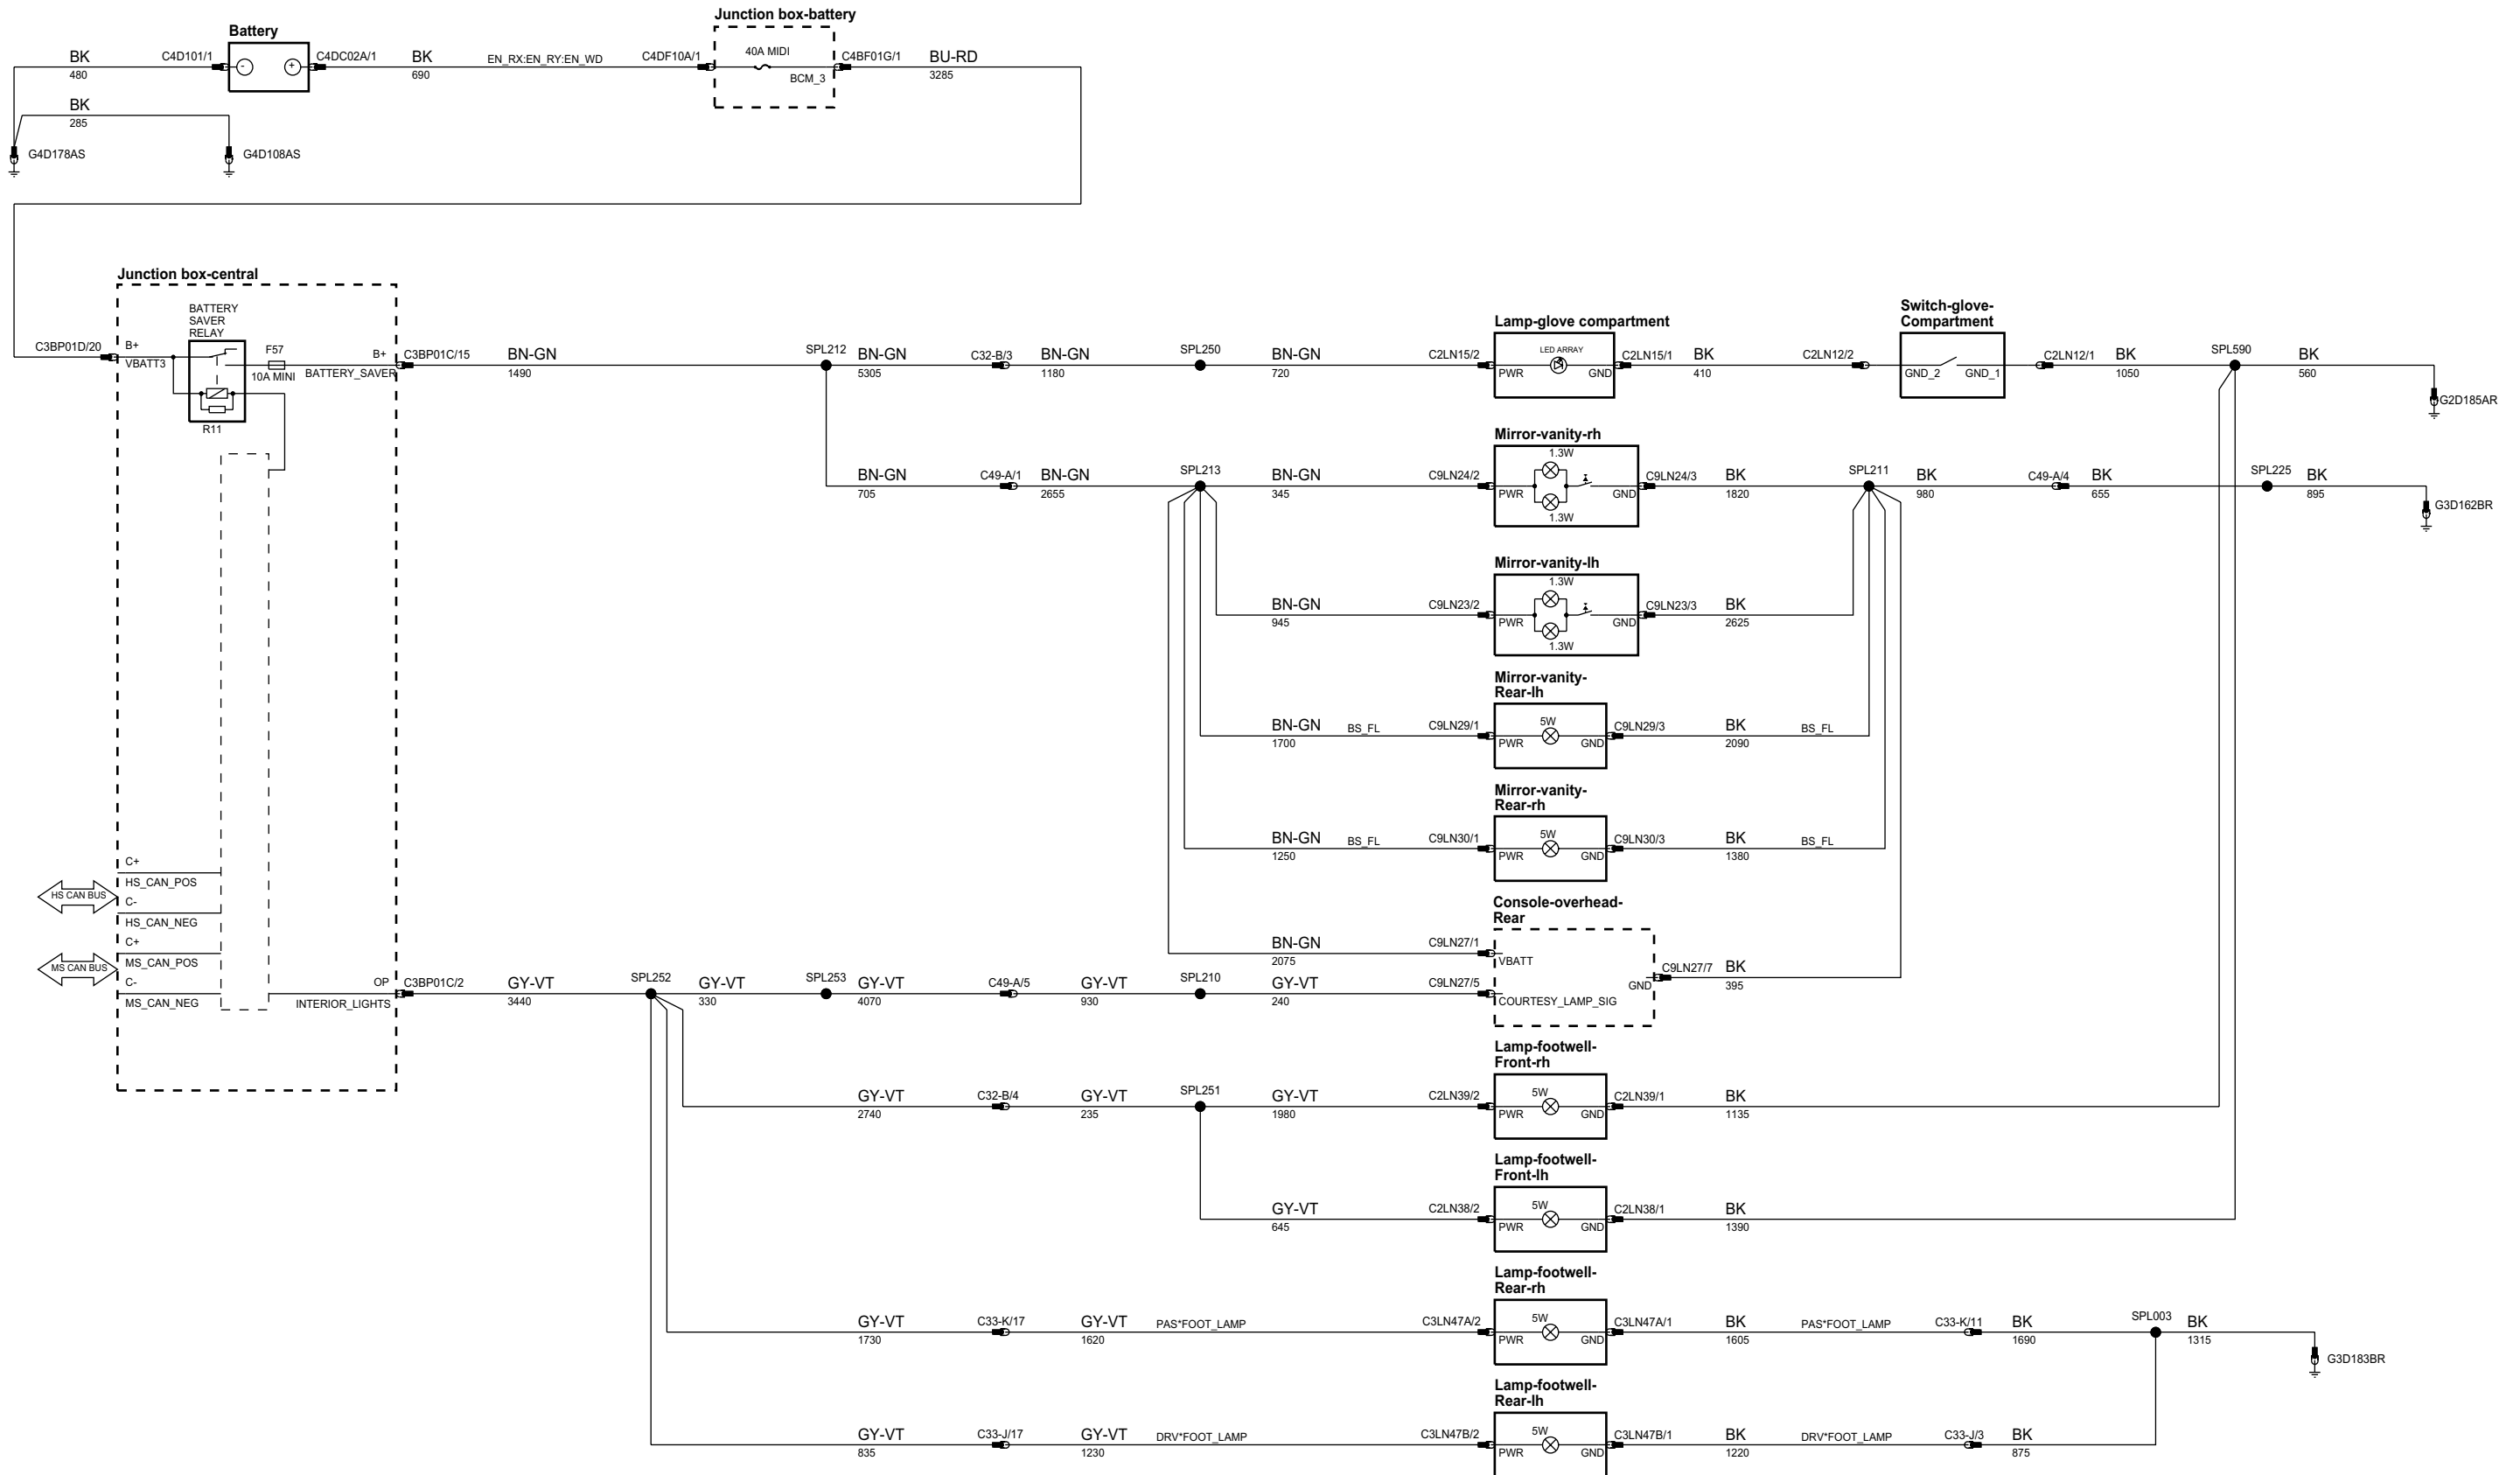 Junction box-battery
Battery
BK
480
C4D101/1
-
+
C4DC02A/1
BK
690
EN_RX:EN_RY:EN_WD
C4DF10A/1
40A MIDI
BCM_3
C4BF01G/1
BU-RD
3285
BK
285
G4D178AS
G4D108AS
Junction box-central
BATTERY
SAVER
RELAY
C3BP01D/20
B+
VBATT3
F57
10A MINI
B+
BATTERY_SAVER
R11
C3BP01C/15
BN-GN
1490
SPL212
BN-GN
5305
C32-B/3
BN-GN
1180
SPL250
BN-GN
720
C2LN15/2
Lamp-glove compartment
LED ARRAY
PWR
GND
C2LN15/1
BK
410
C2LN12/2
Switch-glove-
Compartment
GND_2
GND_1
C2LN12/1
BK
1050
SPL590
BK
560
G2D185AR
BN-GN
705
C49-A/1
BN-GN
2655
SPL213
BN-GN
345
C9LN24/2
Mirror-vanity-rh
1.3W
PWR
GND
1.3W
C9LN24/3
BK
1820
SPL211
BK
980
C49-A/4
BK
655
SPL225
BK
895
G3D162BR
Mirror-vanity-lh
BN-GN
945
C9LN23/2
1.3W
PWR
GND
1.3W
C9LN23/3
BK
2625
Mirror-vanity-
Rear-lh
BN-GN
1700
BS_FL
C9LN29/1
5W
PWR
GND
C9LN29/3
BK
2090
BS_FL
Mirror-vanity-
Rear-rh
BN-GN
1250
BS_FL
C9LN30/1
5W
PWR
GND
C9LN30/3
BK
1380
BS_FL
HS CAN BUS
C+
HS_CAN_POS
C-
HS_CAN_NEG
MS CAN BUS
C+
MS_CAN_POS
C-
MS_CAN_NEG
Console-overhead-
Rear
BN-GN
2075
C9LN27/1
VBATT
GND
C9LN27/7
BK
395
OP
INTERIOR_LIGHTS
C3BP01C/2
GY-VT
3440
SPL252
GY-VT
330
SPL253
GY-VT
4070
C49-A/5
GY-VT
930
SPL210
GY-VT
240
C9LN27/5
COURTESY_LAMP_SIG
Lamp-footwell-
Front-rh
GY-VT
2740
C32-B/4
GY-VT
235
SPL251
GY-VT
1980
C2LN39/2
5W
PWR
GND
C2LN39/1
BK
1135
Lamp-footwell-
Front-lh
GY-VT
645
C2LN38/2
5W
PWR
GND
C2LN38/1
BK
1390
Lamp-footwell-
Rear-rh
GY-VT
1730
C33-K/17
GY-VT
1620
PAS*FOOT_LAMP
C3LN47A/2
5W
PWR
GND
C3LN47A/1
BK
1605
PAS*FOOT_LAMP
C33-K/11
BK
1690
SPL003
BK
1315
G3D183BR
Lamp-footwell-
Rear-lh
GY-VT
835
C33-J/17
GY-VT
1230
DRV*FOOT_LAMP
C3LN47B/2
5W
PWR
GND
C3LN47B/1
BK
1220
DRV*FOOT_LAMP
C33-J/3
BK
875